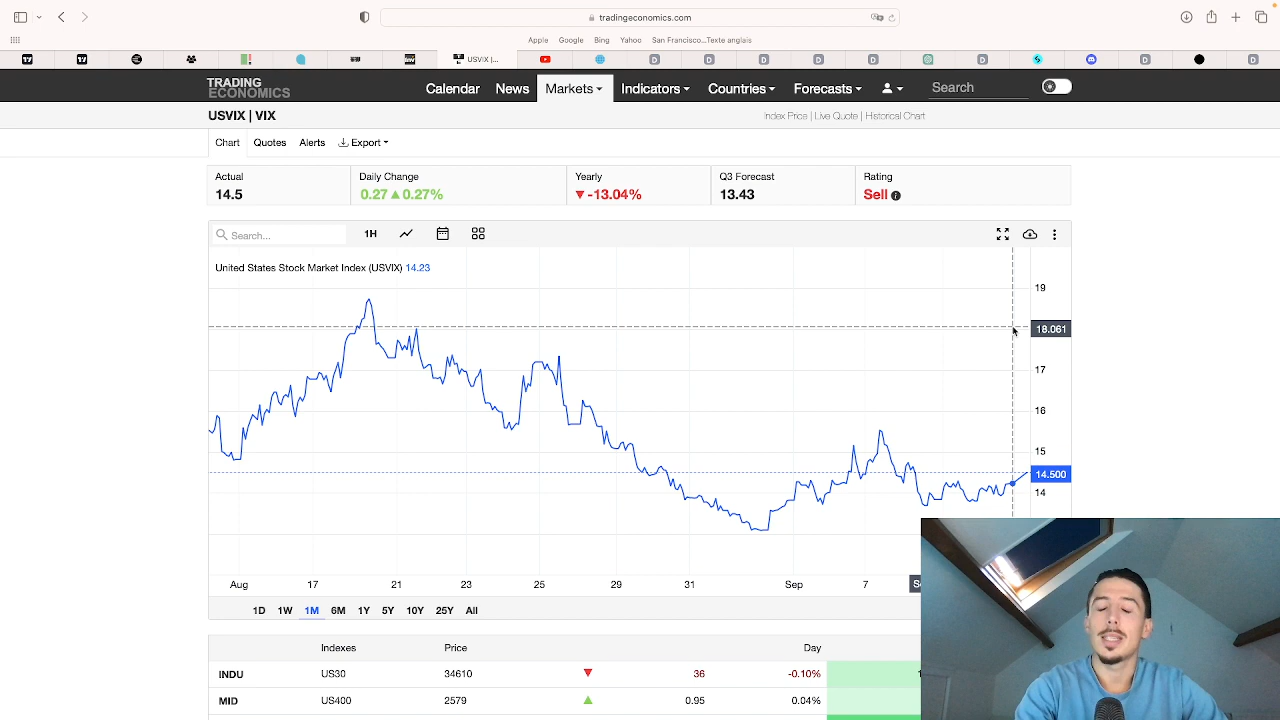 tradingeconomics.com
Apple Google Bing Yahoo San Francisco...Texte anglais
USVIX |...
TRADING ECONOMICS
Calendar News Markets Indicators Countries Forecasts Search
USVIX | VIX
Index Price | Live Quote | Historical Chart
Chart Quotes Alerts Export
Actual Daily Change Yearly Q3 Forecast Rating
14.5 0.27 0.27% -13.04% 13.43 Sell
Search... 1H
United States Stock Market Index (USVIX) 14.23
19
18.061
17
16
15
14.500
14
Aug 17 21 23 25 29 31 Sep 7
1D 1W 1M 6M 1Y 5Y 10Y 25Y All
Indexes Price Day
INDU US30 34610 36 -0.10%
MID US400 2579 0.95 0.04%